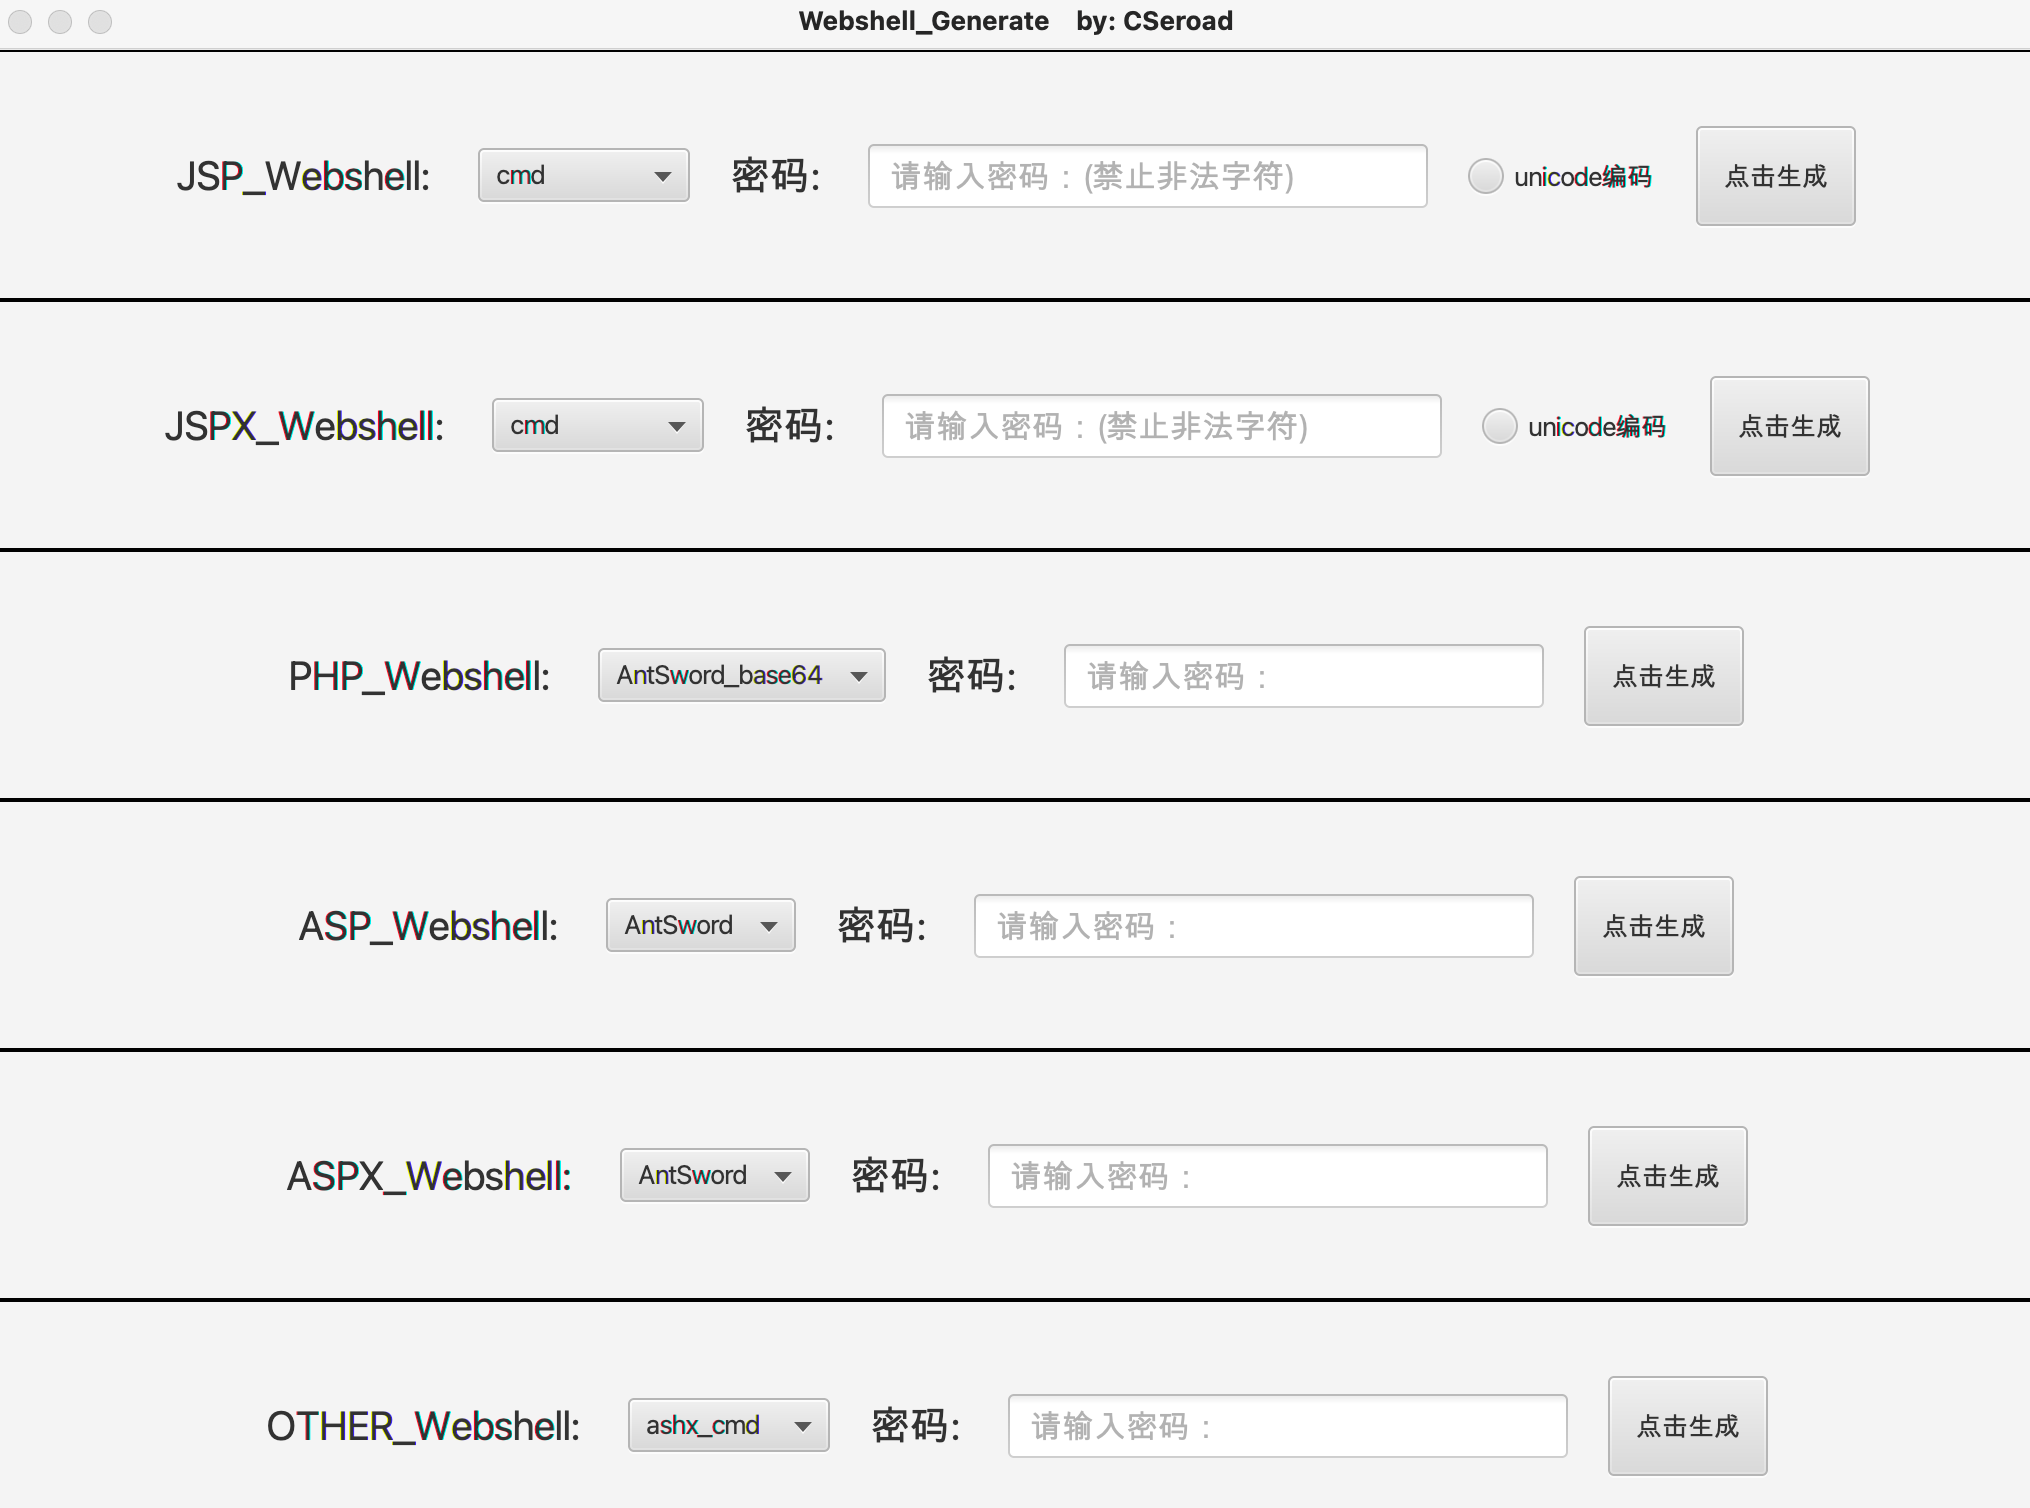 Webshell_Generate by: CSeroad
JSP_Webshell: cmd 密码: 请输入密码：(禁止非法字符) unicode编码 点击生成
JSPX_Webshell: cmd 密码: 请输入密码：(禁止非法字符) unicode编码 点击生成
PHP_Webshell: AntSword_base64 密码: 请输入密码： 点击生成
ASP_Webshell: AntSword 密码: 请输入密码： 点击生成
ASPX_Webshell: AntSword 密码: 请输入密码： 点击生成
OTHER_Webshell: ashx_cmd 密码: 请输入密码： 点击生成